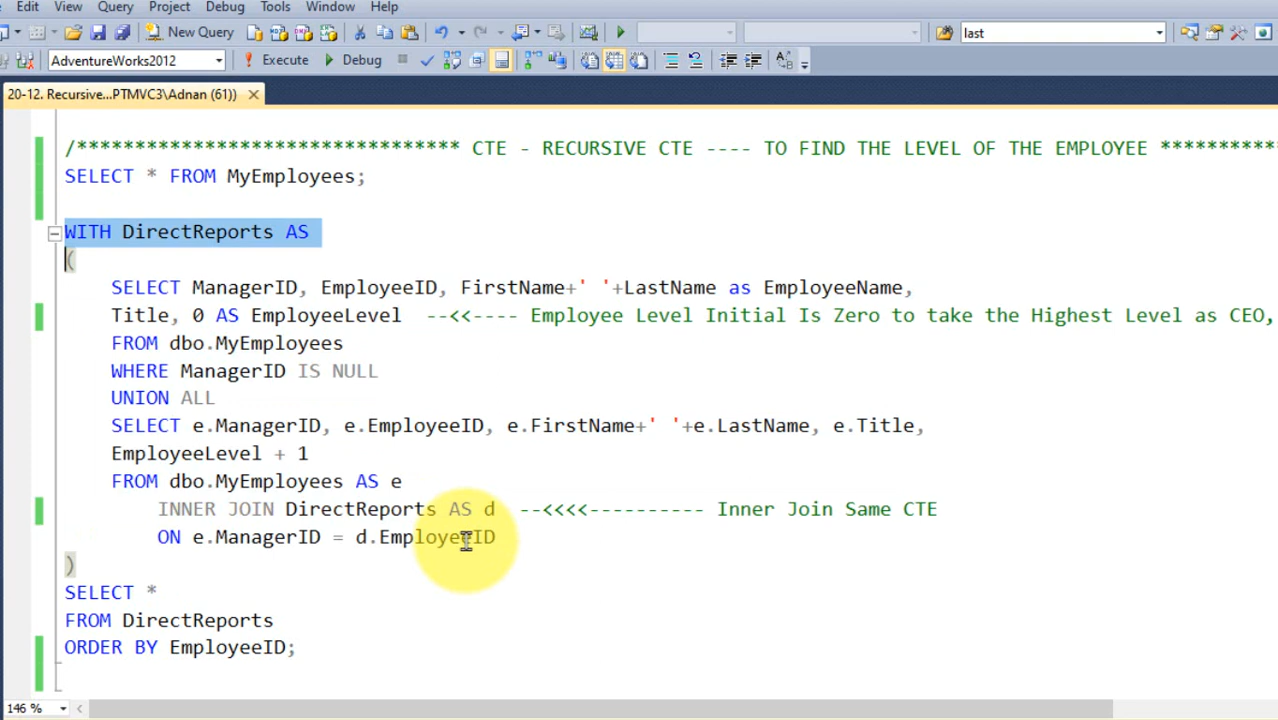 Edit View Query Project Debug Tools Window Help
New Query last
AdventureWorks2012 Execute Debug
20-12. Recursive...PTMVC3\Adnan (61))
/********************************* CTE - RECURSIVE CTE ---- TO FIND THE LEVEL OF THE EMPLOYEE **********
SELECT * FROM MyEmployees;
WITH DirectReports AS
(
SELECT ManagerID, EmployeeID, FirstName+' '+LastName as EmployeeName,
Title, 0 AS EmployeeLevel --<<---- Employee Level Initial Is Zero to take the Highest Level as CEO,
FROM dbo.MyEmployees
WHERE ManagerID IS NULL
UNION ALL
SELECT e.ManagerID, e.EmployeeID, e.FirstName+' '+e.LastName, e.Title,
EmployeeLevel + 1
FROM dbo.MyEmployees AS e
INNER JOIN DirectReports AS d --<<<<---------- Inner Join Same CTE
ON e.ManagerID = d.EmployeeID
)
SELECT *
FROM DirectReports
ORDER BY EmployeeID;
146 %